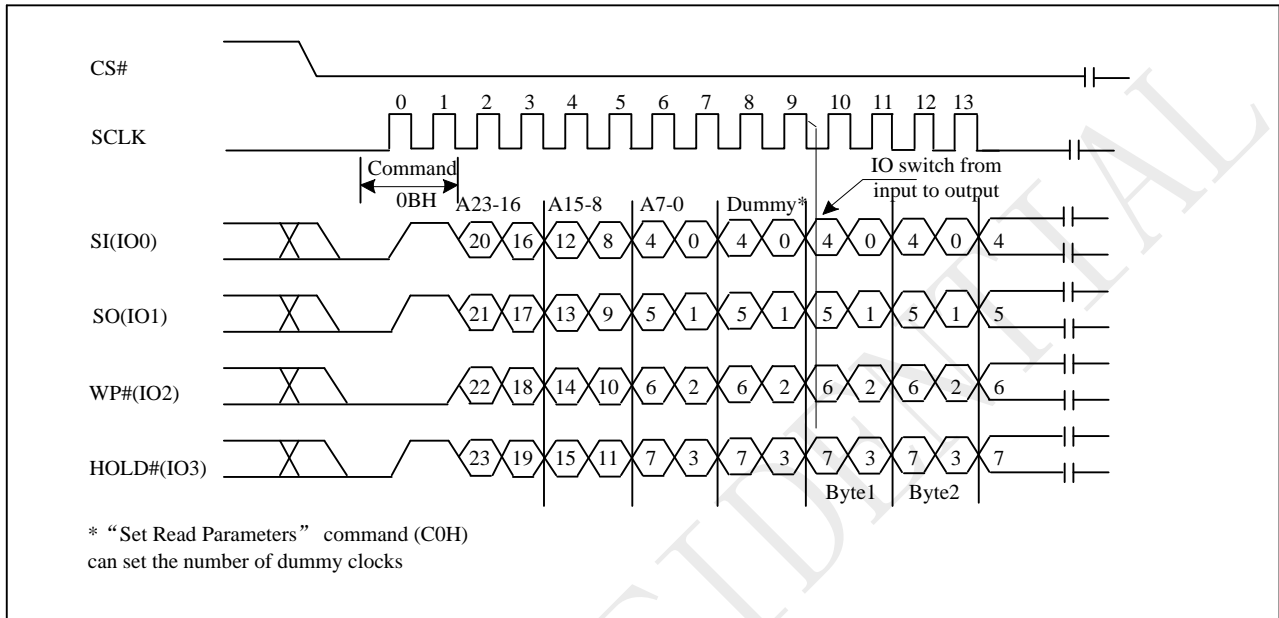 CS#
0 1 2 3 4 5 6 7 8 9 10 11 12 13
SCLK
Command
0BH
IO switch from
input to output
A23-16 A15-8 A7-0 Dummy*
SI(IO0) 20 16 12 8 4 0 4 0 4 0 4 0 4
SO(IO1) 21 17 13 9 5 1 5 1 5 1 5 1 5
WP#(IO2) 22 18 14 10 6 2 6 2 6 2 6 2 6
HOLD#(IO3) 23 19 15 11 7 3 7 3 7 3 7 3 7
Byte1 Byte2
* “Set Read Parameters” command (C0H)
can set the number of dummy clocks
IDENTIAL